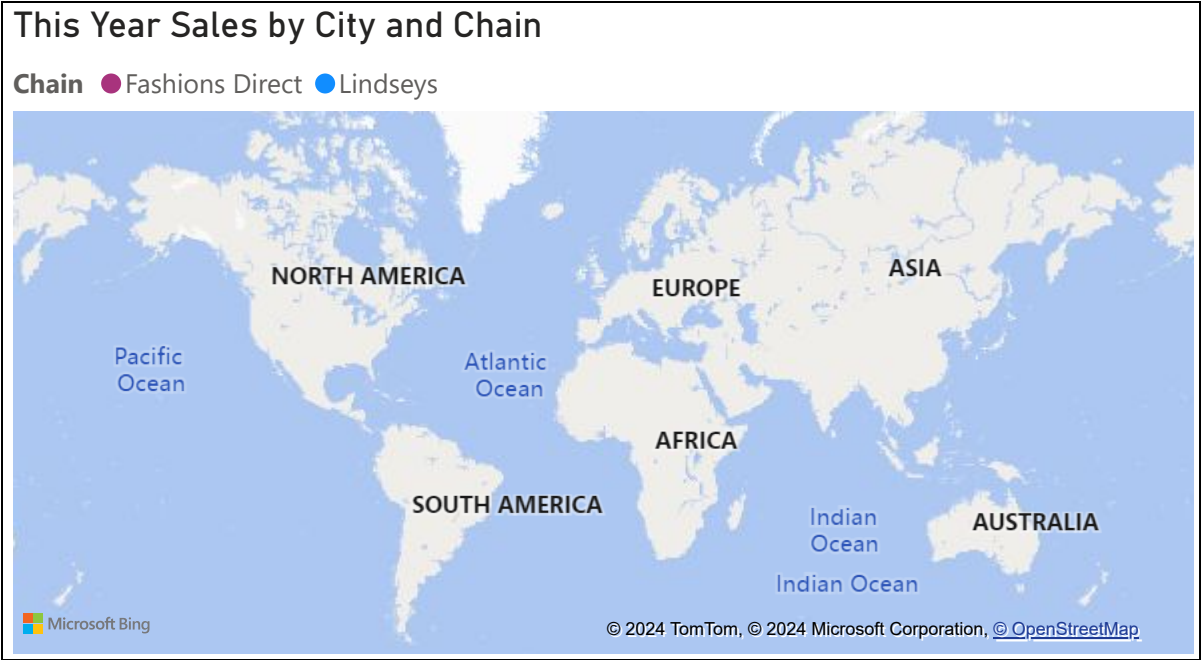 This Year Sales by City and Chain
Chain Fashions Direct Lindseys
NORTH AMERICA
EUROPE
ASIA
Pacific
Ocean
Atlantic
Ocean
AFRICA
SOUTH AMERICA
Indian
Ocean
AUSTRALIA
Indian Ocean
Microsoft Bing
© 2024 TomTom, © 2024 Microsoft Corporation, © OpenStreetMap